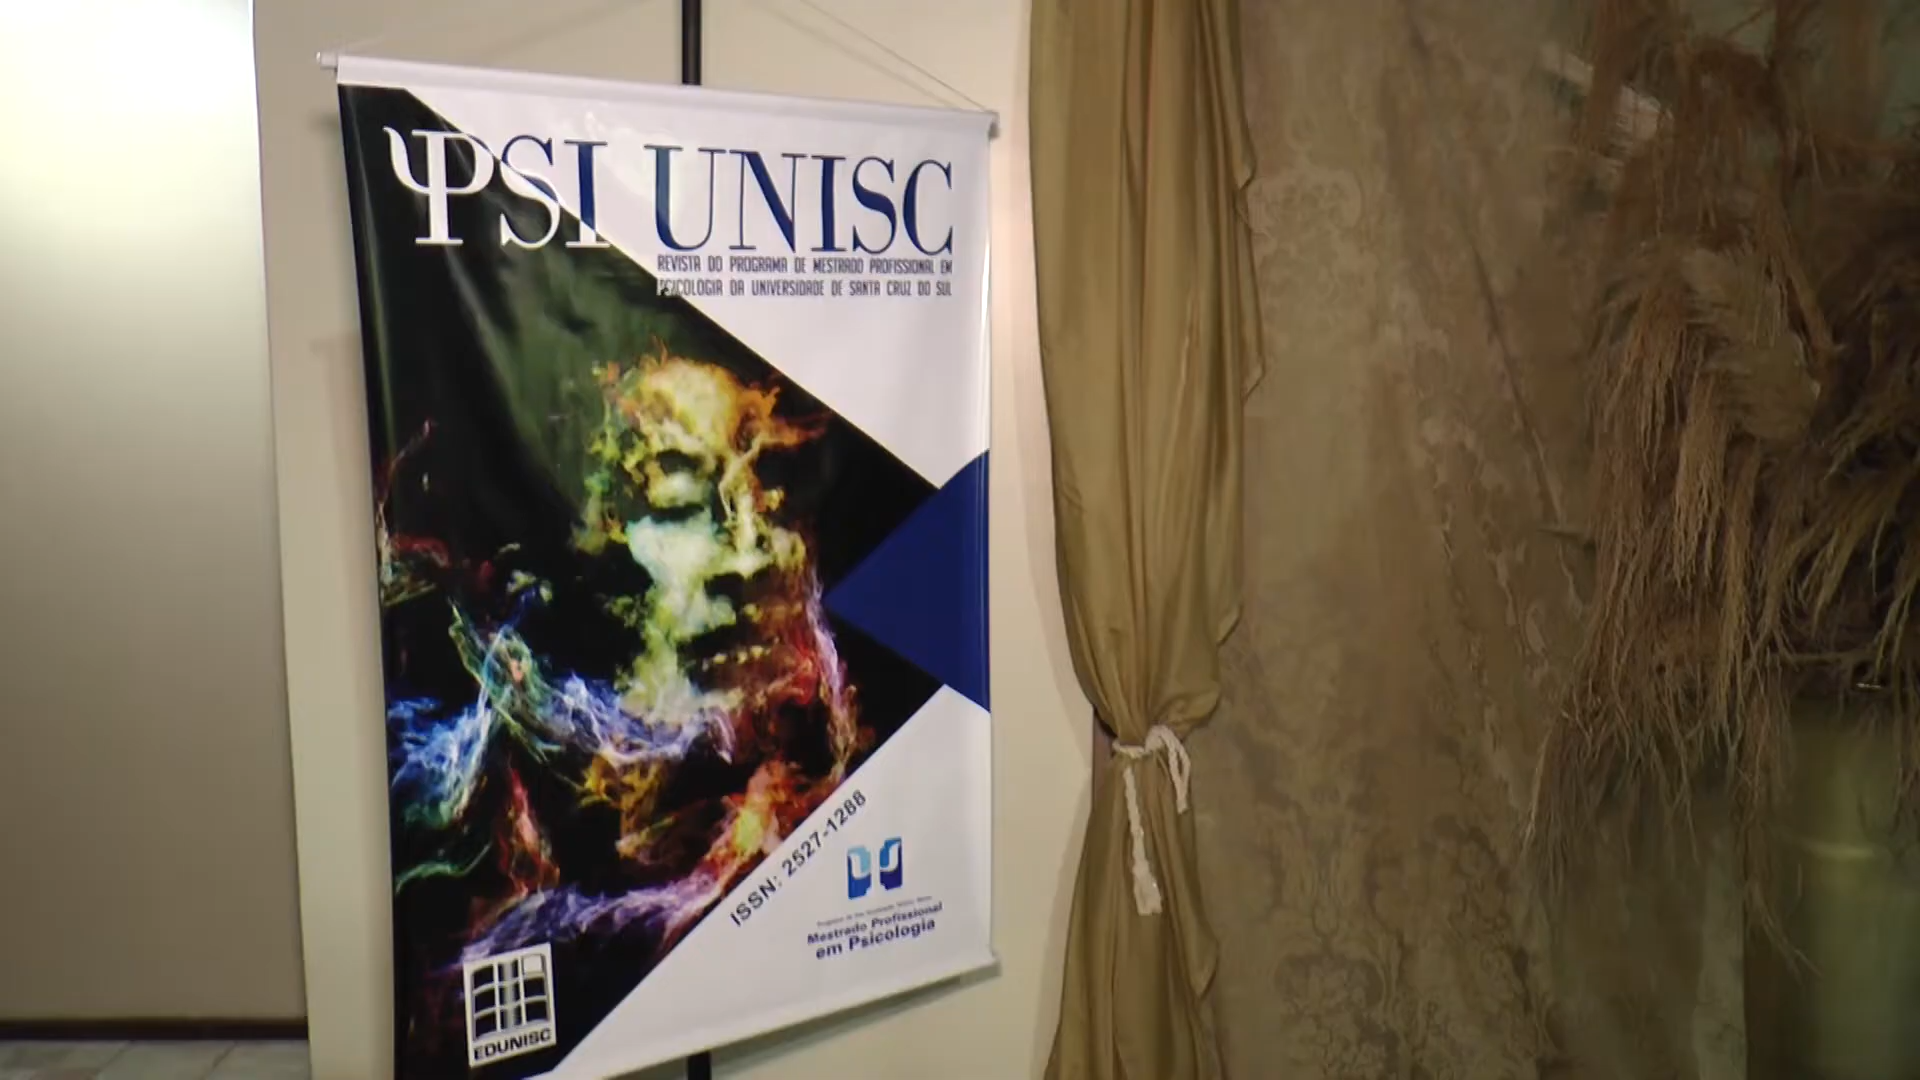 ΨPSI UNISC
REVISTA DO PROGRAMA DE MESTRADO PROFISSIONAL EM
PSICOLOGIA DA UNIVERSIDADE DE SANTA CRUZ DO SUL
ISSN: 2527-1288
Mestrado Profissional
em Psicologia
EDUNISC